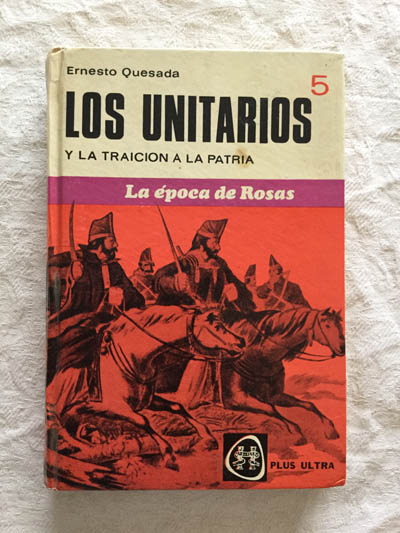 Ernesto Quesada
5
LOS UNITARIOS
Y LA TRAICION A LA PATRIA
La época de Rosas
PLUS ULTRA